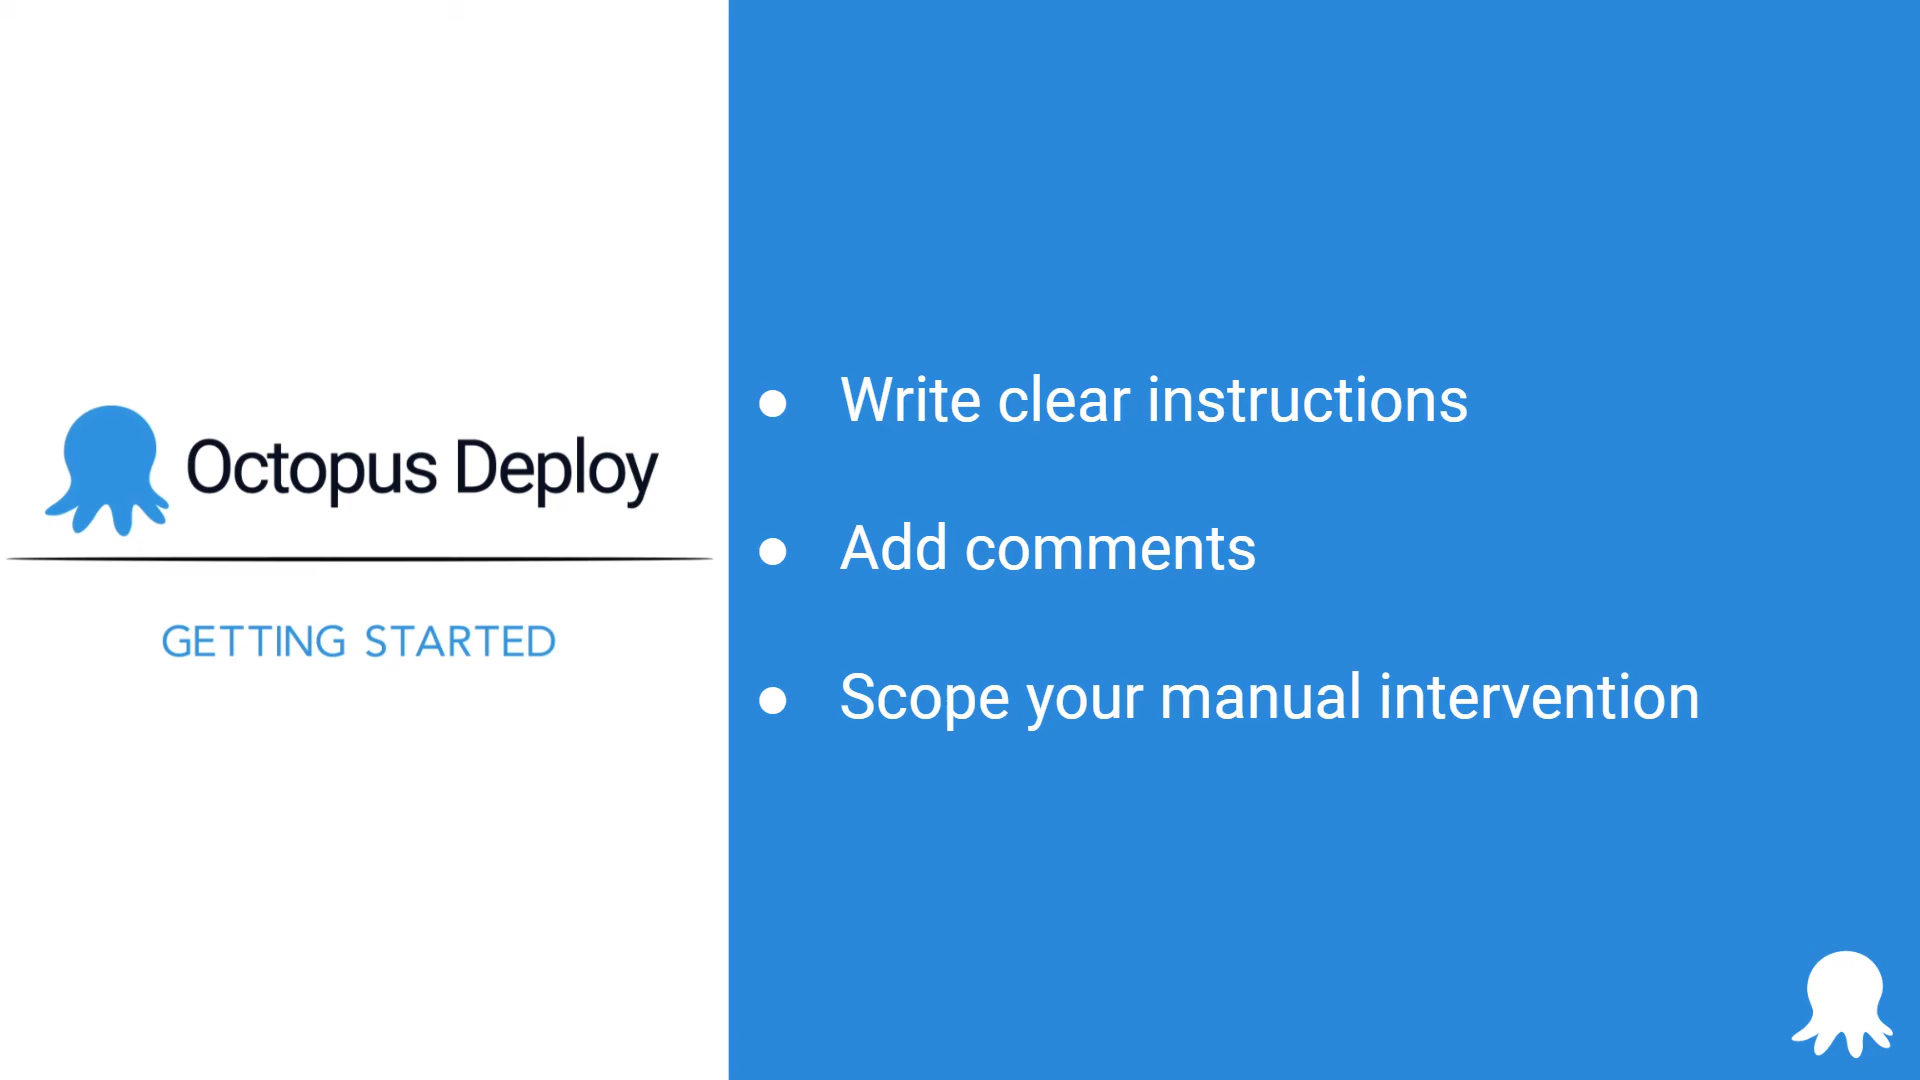 Octopus Deploy
GETTING STARTED
● Write clear instructions
● Add comments
● Scope your manual intervention